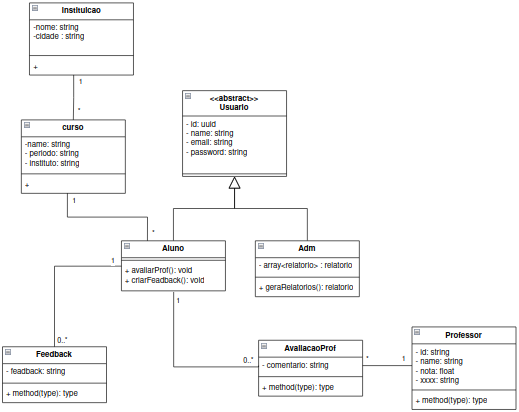 Instituicao
-nome: string
-cidade : string
+
1
*
curso
-name: string
- periodo: string
- instituto: string
+
1
*
<<abstract>>
Usuario
- id: uuid
- name: string
- email: string
- password: string
Aluno
+ avaliarProf(): void
+ criarFeadback(): void
1
1
Adm
- array<relatorio> : relatorio
+ geraRelatorios(): relatorio
0..*
Feedback
- feadback: string
+ method(type): type
0..*
AvaliacaoProf
- comentario: string
+ method(type): type
*
1
Professor
- id: string
- name: string
- nota: float
- xxxx: string
+ method(type): type